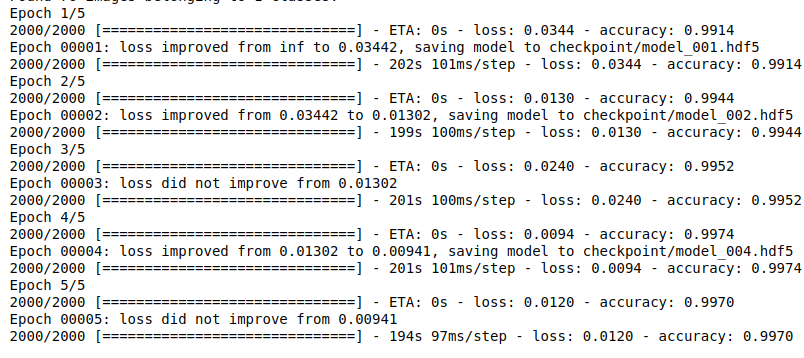 images belonging to classes.
Epoch 1/5
2000/2000 [==============================] - ETA: 0s - loss: 0.0344 - accuracy: 0.9914
Epoch 00001: loss improved from inf to 0.03442, saving model to checkpoint/model_001.hdf5
2000/2000 [==============================] - 202s 101ms/step - loss: 0.0344 - accuracy: 0.9914
Epoch 2/5
2000/2000 [==============================] - ETA: 0s - loss: 0.0130 - accuracy: 0.9944
Epoch 00002: loss improved from 0.03442 to 0.01302, saving model to checkpoint/model_002.hdf5
2000/2000 [==============================] - 199s 100ms/step - loss: 0.0130 - accuracy: 0.9944
Epoch 3/5
2000/2000 [==============================] - ETA: 0s - loss: 0.0240 - accuracy: 0.9952
Epoch 00003: loss did not improve from 0.01302
2000/2000 [==============================] - 201s 100ms/step - loss: 0.0240 - accuracy: 0.9952
Epoch 4/5
2000/2000 [==============================] - ETA: 0s - loss: 0.0094 - accuracy: 0.9974
Epoch 00004: loss improved from 0.01302 to 0.00941, saving model to checkpoint/model_004.hdf5
2000/2000 [==============================] - 201s 101ms/step - loss: 0.0094 - accuracy: 0.9974
Epoch 5/5
2000/2000 [==============================] - ETA: 0s - loss: 0.0120 - accuracy: 0.9970
Epoch 00005: loss did not improve from 0.00941
2000/2000 [==============================] - 194s 97ms/step - loss: 0.0120 - accuracy: 0.9970